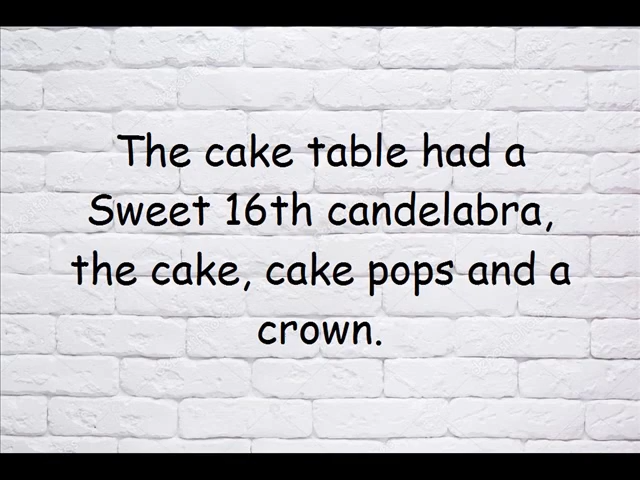 The cake table had a
Sweet 16th candelabra,
the cake, cake pops and a
crown.